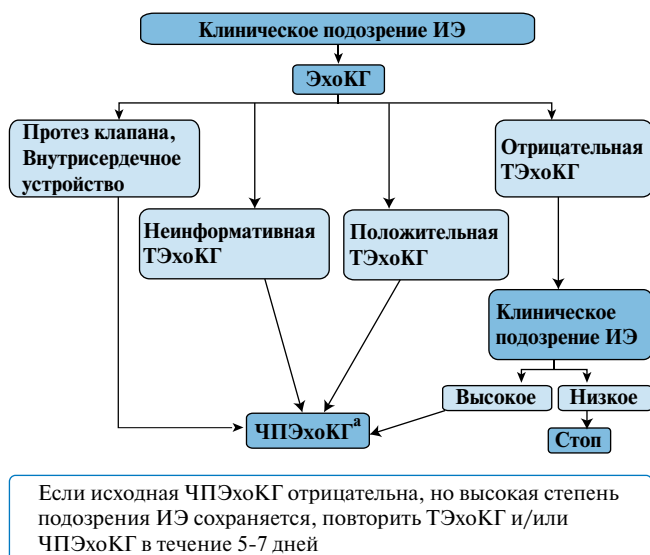 Клиническое подозрение ИЭ
ЭхоКГ
Протез клапана,
Внутрисердечное
устройство
Отрицательная
ТЭхоКГ
Неинформативная
ТЭхоКГ
Положительная
ТЭхоКГ
Клиническое
подозрение ИЭ
Высокое
Низкое
ЧПЭхоКГª
Стоп
Если исходная ЧПЭхоКГ отрицательна, но высокая степень
подозрения ИЭ сохраняется, повторить ТЭхоКГ и/или
ЧПЭхоКГ в течение 5-7 дней